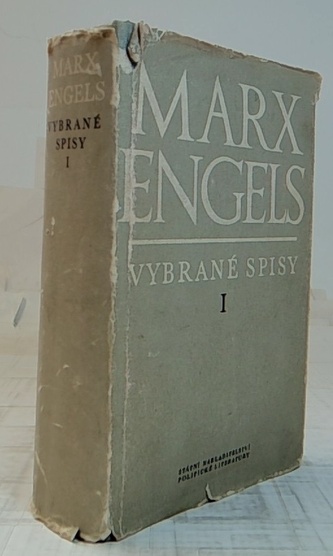 MARX
ENGELS
VYBRANÉ
SPISY
I
MARX
ENGELS
VYBRANÉ SPISY
I
STÁTNÍ NAKLADATELSTVÍ
POLITICKÉ LITERATURY